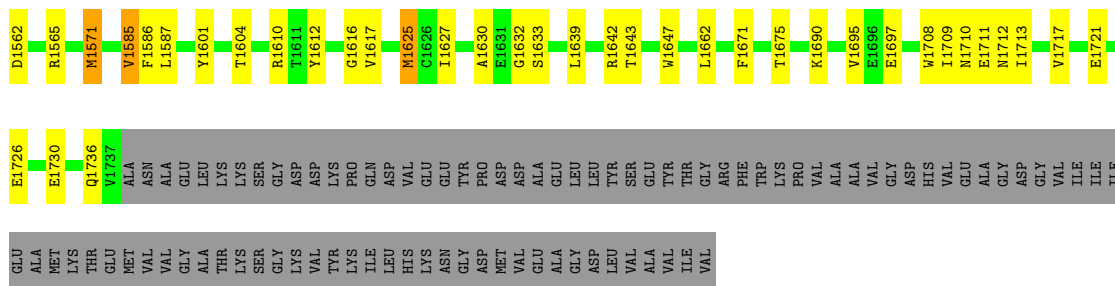 D1562 R1565 M1571 V1585 F1586 L1587 Y1601 T1604 R1610 T1611 Y1612 G1616 V1617 M1625 C1626 I1627 A1630 E1631 G1632 S1633 L1639 R1642 T1643 W1647 L1662 F1671 T1675 K1690 V1695 E1696 E1697 W1708 I1709 N1710 E1711 N1712 I1713 V1717 E1721
E1726 E1730 Q1736 V1737 ALA ASN ALA GLU LEU LYS LYS SER GLY ASP ASP LYS PRO GLN ASP VAL GLU GLU TYR PRO ASP ASP ALA GLU LEU LEU TYR SER GLU TYR THR GLY ARG PHE TRP LYS PRO VAL ALA ALA VAL GLY ASP HIS VAL GLU ALA GLY ASP GLY VAL ILE ILE ILE
GLU ALA MET LYS THR GLU MET VAL VAL GLY ALA THR LYS SER GLY LYS VAL TYR LYS ILE LEU HIS LYS ASN GLY ASP MET VAL GLU ALA GLY ASP LEU VAL ALA VAL ILE VAL